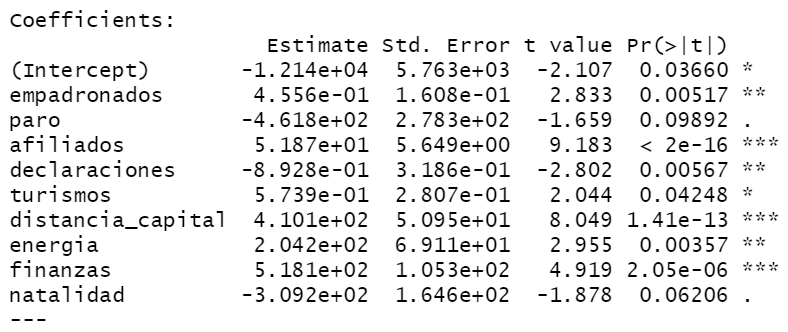 Coefficients:
Estimate Std. Error t value Pr(>|t|)
(Intercept) -1.214e+04 5.763e+03 -2.107 0.03660 *
empadronados 4.556e-01 1.608e-01 2.833 0.00517 **
paro -4.618e+02 2.783e+02 -1.659 0.09892 .
afiliados 5.187e+01 5.649e+00 9.183 < 2e-16 ***
declaraciones -8.928e-01 3.186e-01 -2.802 0.00567 **
turismos 5.739e-01 2.807e-01 2.044 0.04248 *
distancia_capital 4.101e+02 5.095e+01 8.049 1.41e-13 ***
energia 2.042e+02 6.911e+01 2.955 0.00357 **
finanzas 5.181e+02 1.053e+02 4.919 2.05e-06 ***
natalidad -3.092e+02 1.646e+02 -1.878 0.06206 .
---